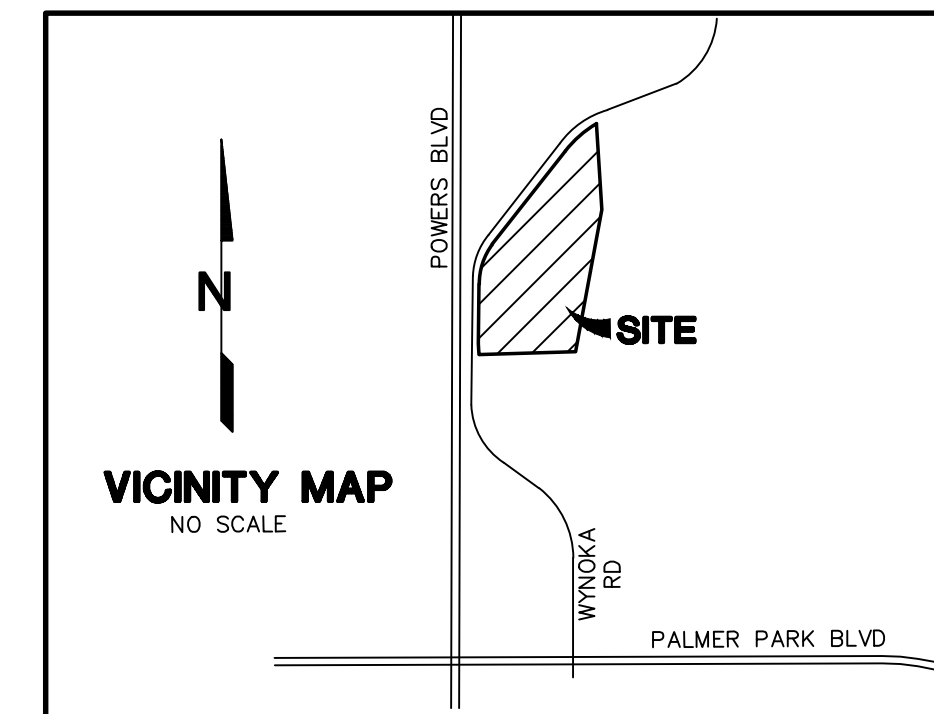 POWERS BLVD
N
SITE
VICINITY MAP
NO SCALE
WYNOKA
RD
PALMER PARK BLVD